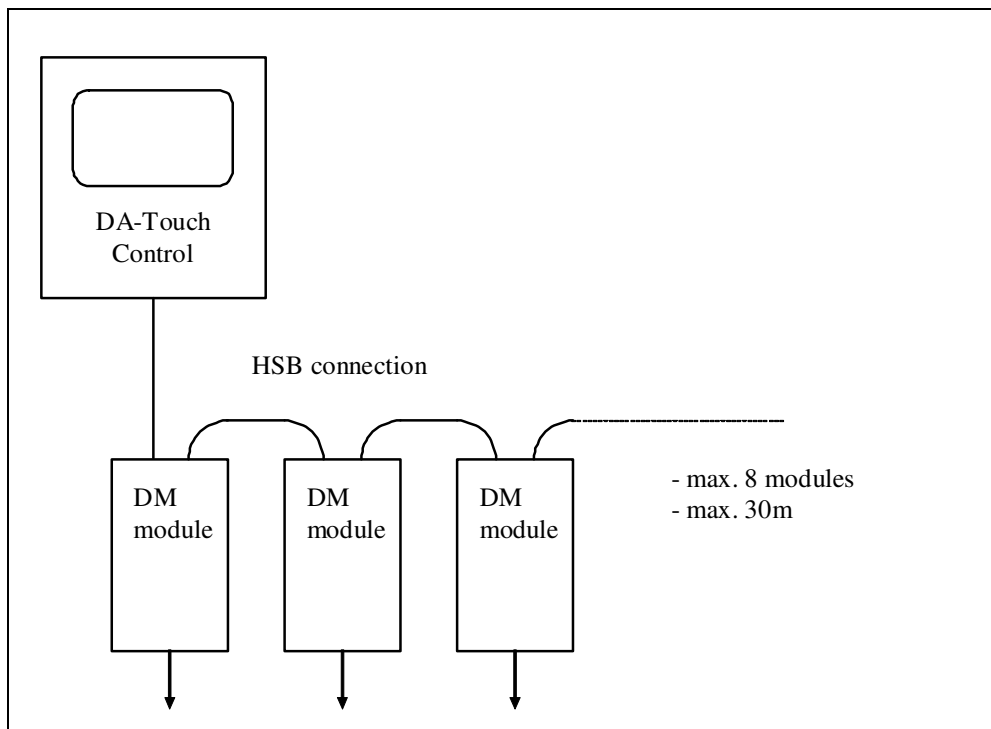 DA-Touch
Control
HSB connection
DM
module
DM
module
DM
module
- max. 8 modules
- max. 30m